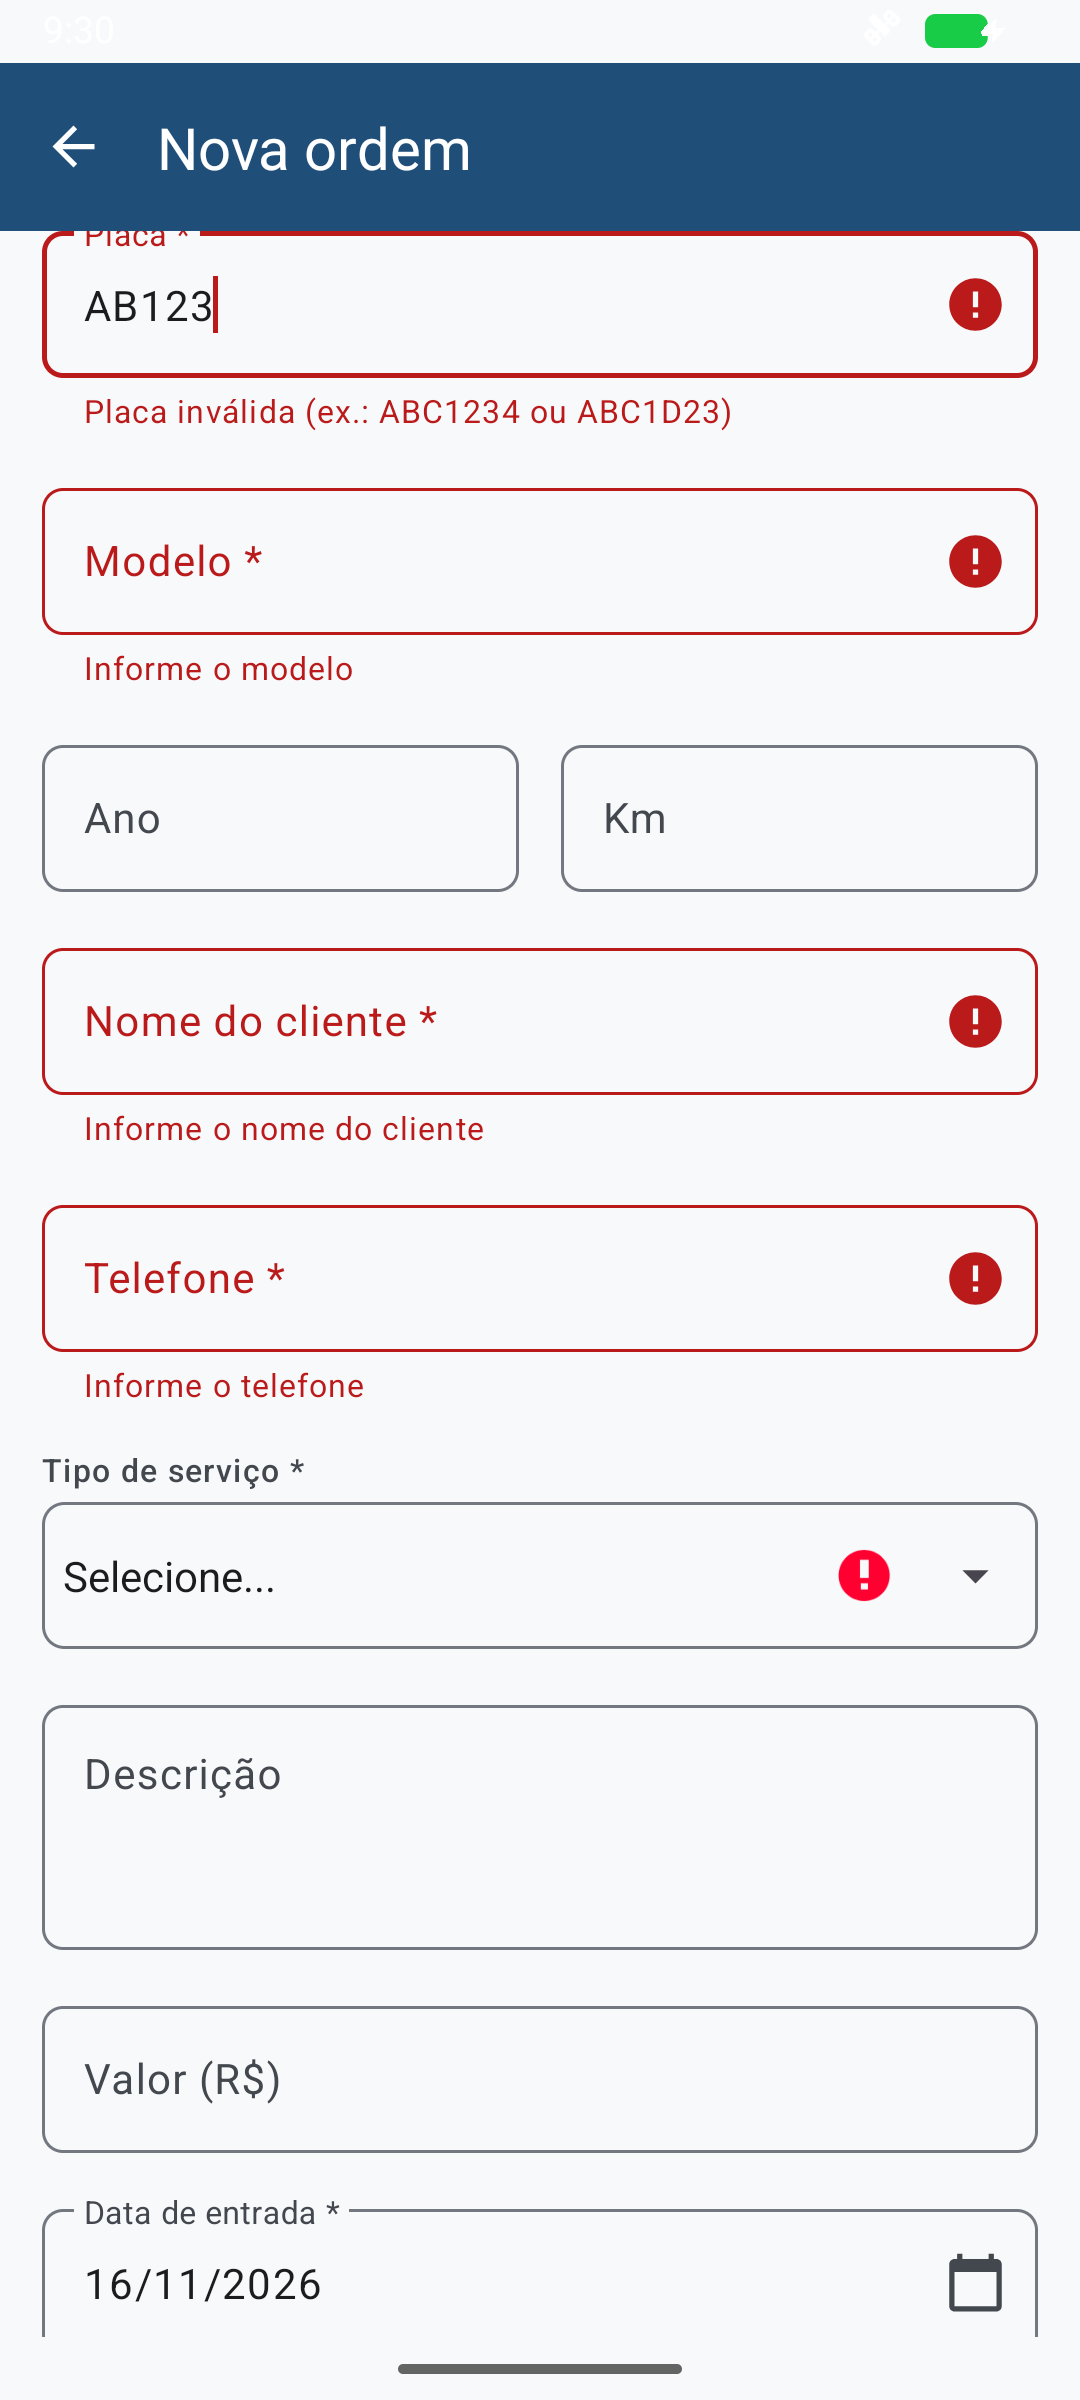 9:30
Nova ordem
Placa *
AB123
Placa inválida (ex.: ABC1234 ou ABC1D23)
Modelo *
Informe o modelo
Ano
Km
Nome do cliente *
Informe o nome do cliente
Telefone *
Informe o telefone
Tipo de serviço *
Selecione...
Descrição
Valor (R$)
Data de entrada *
16/11/2026